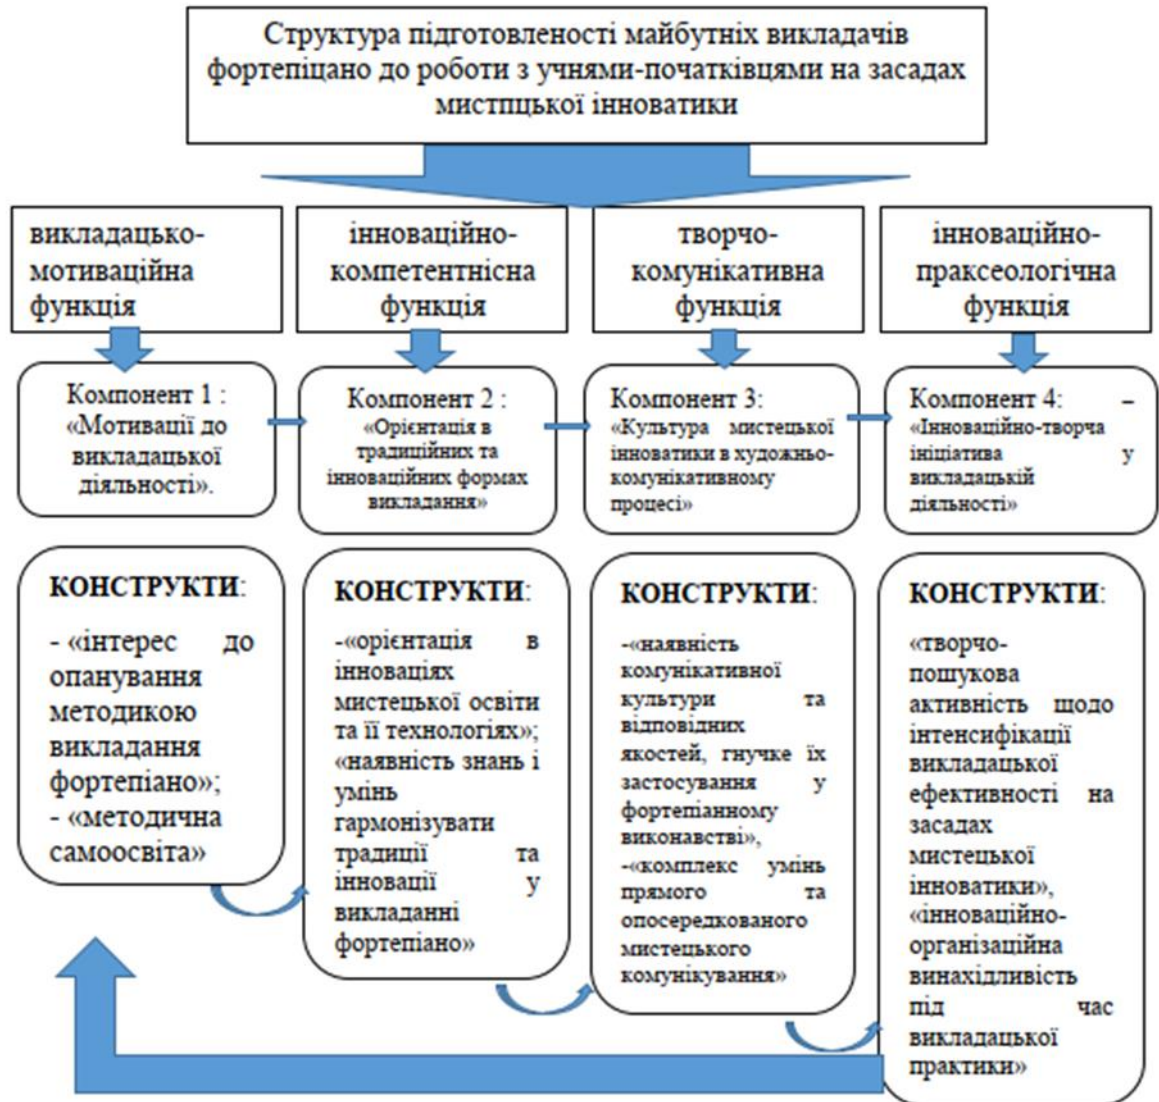 Структура підготовленості майбутніх викладачів
фортепіцано до роботи з учнями-початківцями на засадах
мистпцької інноватики
викладацько-
мотиваційна
функція
інноваційно-
компетентнісна
функція
творчо-
комунікативна
функція
інноваційно-
праксеологічна
функція
Компонент 1 :
«Мотивації до
викладацької
діяльності».
Компонент 2 :
«Орієнтація в
традиційних та
інноваційних формах
викладання»
Компонент 3:
«Культура мистецької
інноватики в художньо-
комунікативному
процесі»
Компонент 4: –
«Інноваційно-творча
ініціатива у
викладацькій
діяльності»
КОНСТРУКТИ:
- «інтерес до
опанування
методикою
викладання
фортепіано»;
- «методична
самоосвіта»
КОНСТРУКТИ:
-«орієнтація в
інноваціях
мистецької освіти
та її технологіях»;
«наявність знань і
умінь
гармонізувати
традиції та
інновації у
викладанні
фортепіано»
КОНСТРУКТИ:
-«наявність
комунікативної
культури та
відповідних
якостей, гнучке їх
застосування у
фортепіанному
виконавстві»,
-«комплекс умінь
прямого та
опосередкованого
мистецького
комунікування»
КОНСТРУКТИ:
«творчо-
пошукова
активність щодо
інтенсифікації
викладацької
ефективності на
засадах
мистецької
інноватики»,
«інноваційно-
організаційна
винахідливість
під час
викладацької
практики»